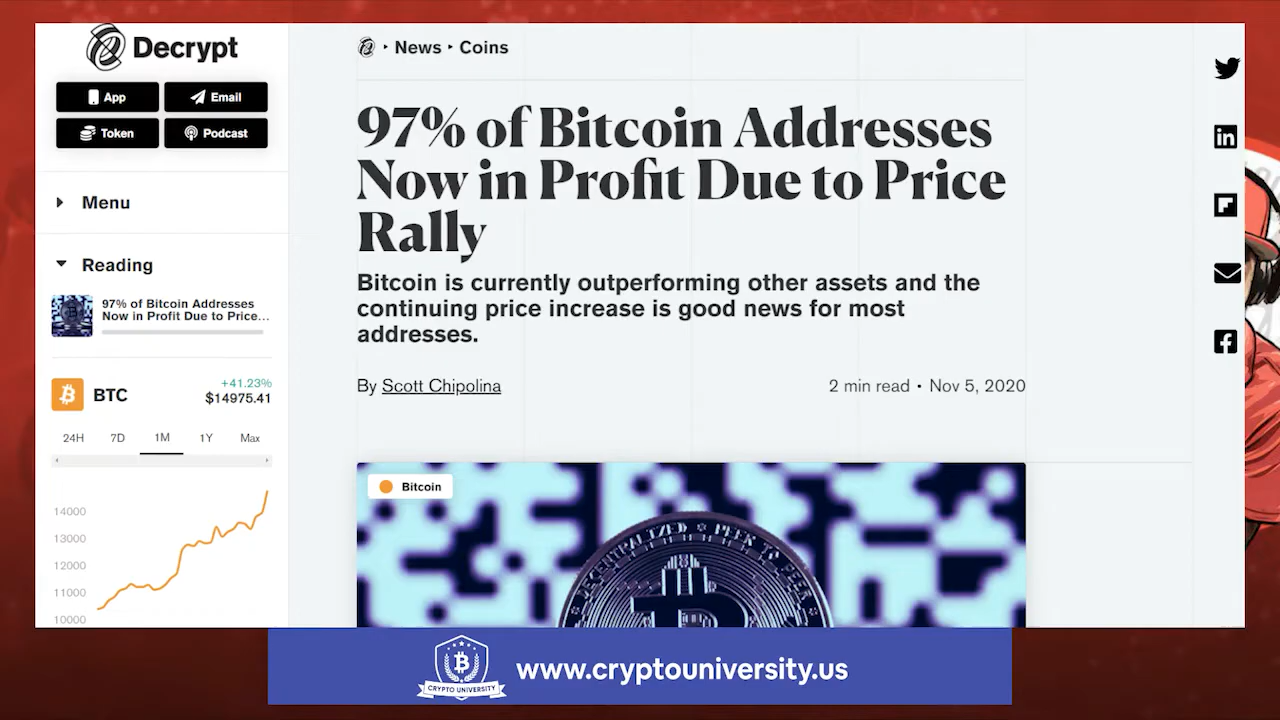 Decrypt
App
Email
Token
Podcast
Menu
Reading
97% of Bitcoin Addresses
Now in Profit Due to Price...
BTC
+41.23%
$14975.41
24H 7D 1M 1Y Max
14000
13000
12000
11000
10000
News ‣ Coins
97% of Bitcoin Addresses
Now in Profit Due to Price
Rally
Bitcoin is currently outperforming other assets and the
continuing price increase is good news for most
addresses.
By Scott Chipolina
2 min read • Nov 5, 2020
Bitcoin
DECENTRALIZED ✩ PEER TO PEER
CRYPTO UNIVERSITY
www.cryptouniversity.us